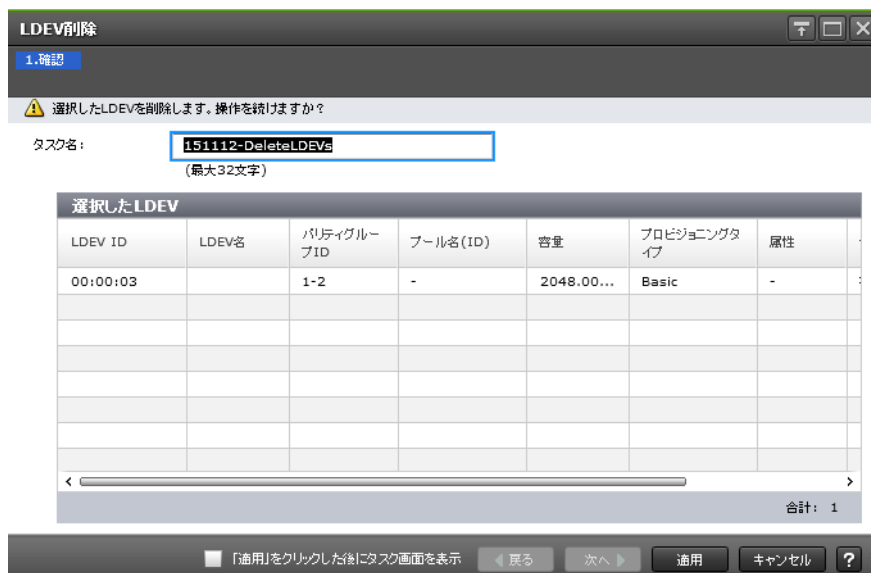 LDEV削除
1.確認
選択したLDEVを削除します。操作を続けますか?
タスク名: 151112-DeleteLDEVs
(最大32文字)
選択したLDEV
LDEV ID LDEV名 パリティグルー プール名(ID) 容量 プロビジョニングタ 属性
プID イプ
00:00:03 1-2 - 2048.00... Basic -
合計: 1
「適用」をクリックした後にタスク画面を表示 戻る 次へ 適用 キャンセル ?